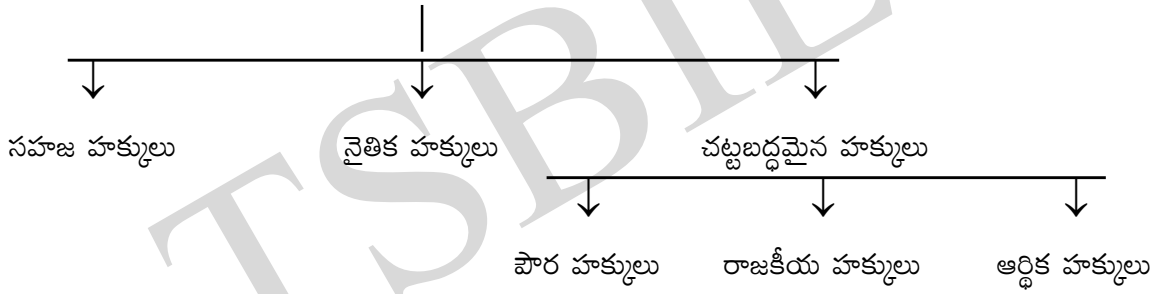 సహజ హక్కులు నైతిక హక్కులు చట్టబద్ధమైన హక్కులు
పౌర హక్కులు రాజకీయ హక్కులు ఆర్థిక హక్కులు